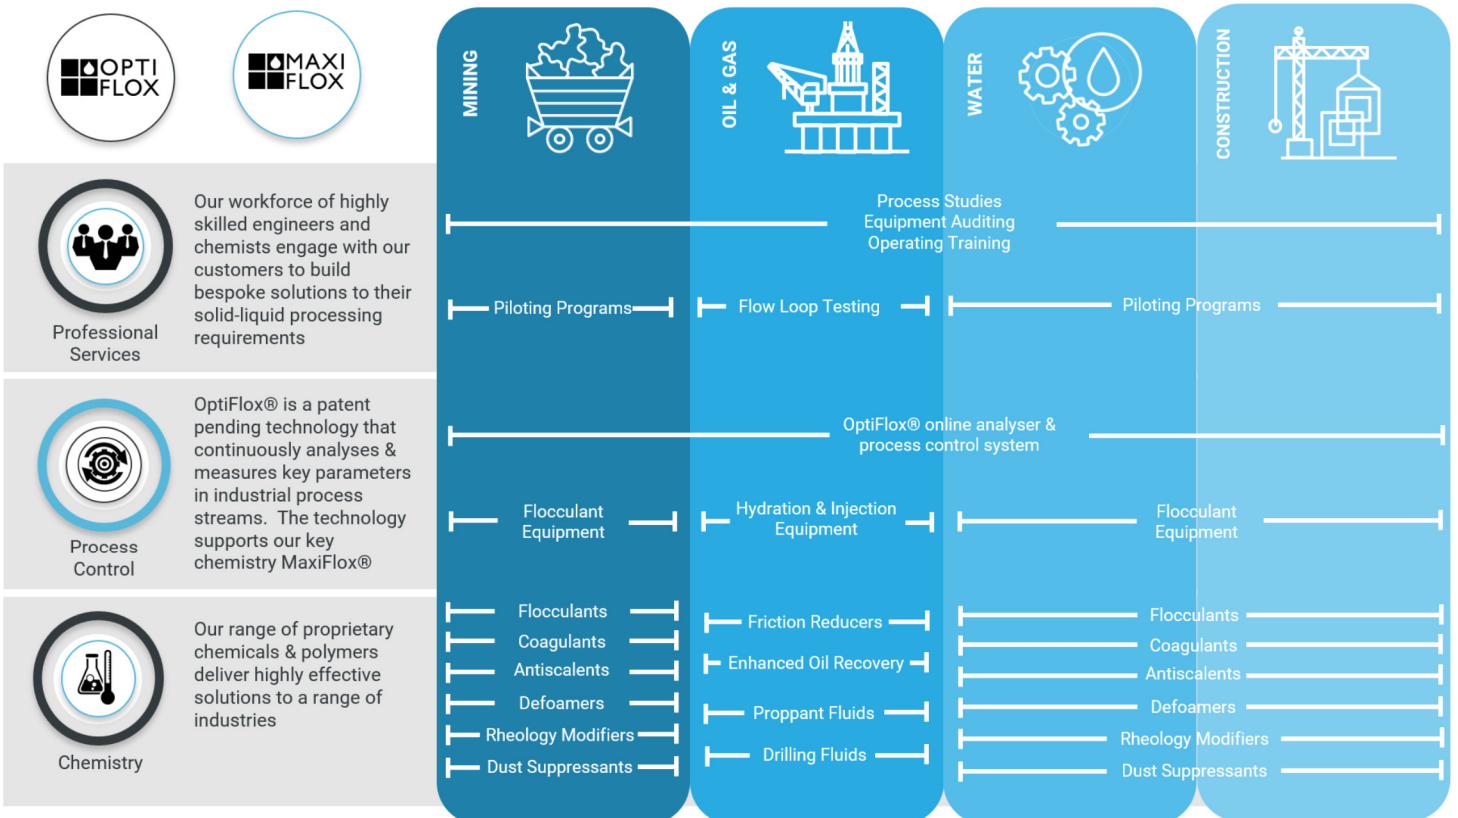 OPTI
FLOX
MAXI
FLOX
MINING
OIL & GAS
WATER
CONSTRUCTION
Professional
Services
Our workforce of highly
skilled engineers and
chemists engage with our
customers to build
bespoke solutions to their
solid-liquid processing
requirements
Process Studies
Equipment Auditing
Operating Training
Piloting Programs
Flow Loop Testing
Piloting Programs
Process
Control
OptiFlox® is a patent
pending technology that
continuously analyses &
measures key parameters
in industrial process
streams. The technology
supports our key
chemistry MaxiFlox®
OptiFlox® online analyser &
process control system
Flocculant
Equipment
Hydration & Injection
Equipment
Flocculant
Equipment
Chemistry
Our range of proprietary
chemicals & polymers
deliver highly effective
solutions to a range of
industries
Flocculants
Coagulants
Antiscalents
Defoamers
Rheology Modifiers
Dust Suppressants
Friction Reducers
Enhanced Oil Recovery
Proppant Fluids
Drilling Fluids
Flocculants
Coagulants
Antiscalents
Defoamers
Rheology Modifiers
Dust Suppressants